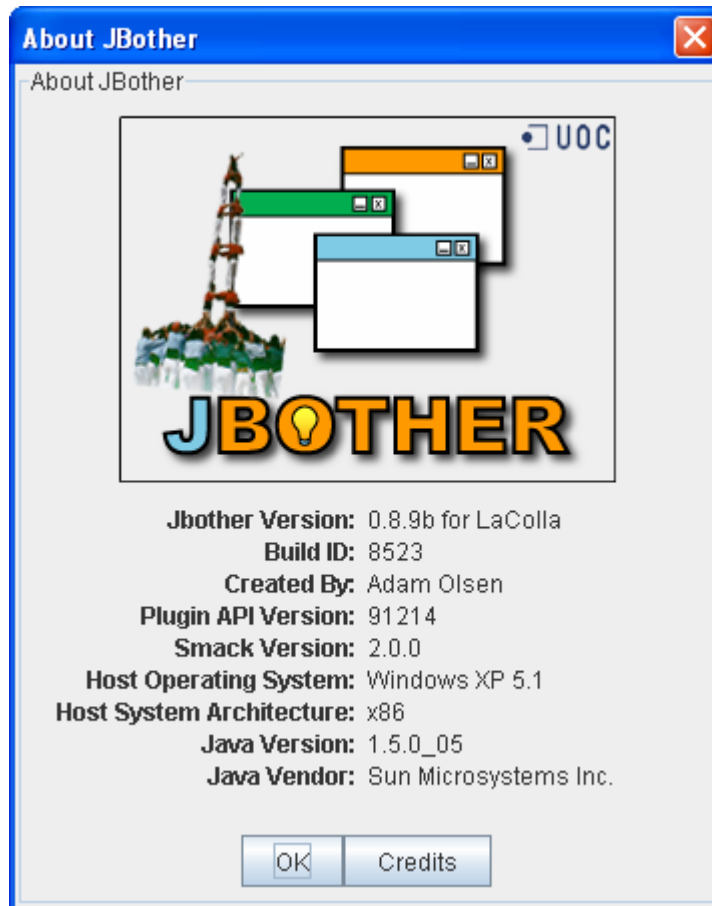 About JBother
About JBother
UOC
JBOTHER
Jbother Version: 0.8.9b for LaColla
Build ID: 8523
Created By: Adam Olsen
Plugin API Version: 91214
Smack Version: 2.0.0
Host Operating System: Windows XP 5.1
Host System Architecture: x86
Java Version: 1.5.0_05
Java Vendor: Sun Microsystems Inc.
OK Credits